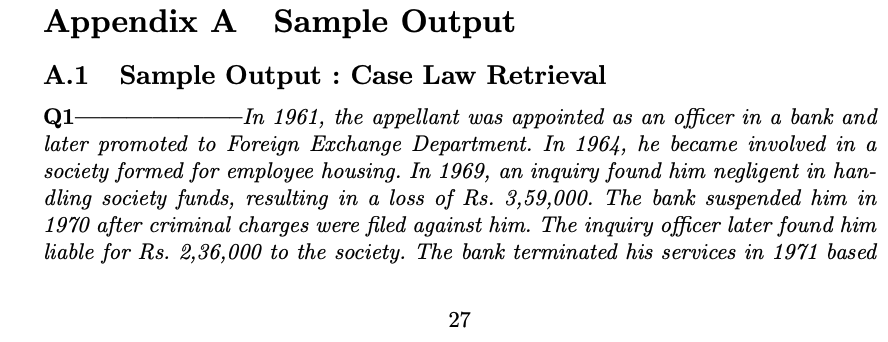 Appendix A Sample Output
A.1 Sample Output : Case Law Retrieval
Q1———————–In 1961, the appellant was appointed as an officer in a bank and
later promoted to Foreign Exchange Department. In 1964, he became involved in a
society formed for employee housing. In 1969, an inquiry found him negligent in han-
dling society funds, resulting in a loss of Rs. 3,59,000. The bank suspended him in
1970 after criminal charges were filed against him. The inquiry officer later found him
liable for Rs. 2,36,000 to the society. The bank terminated his services in 1971 based
27